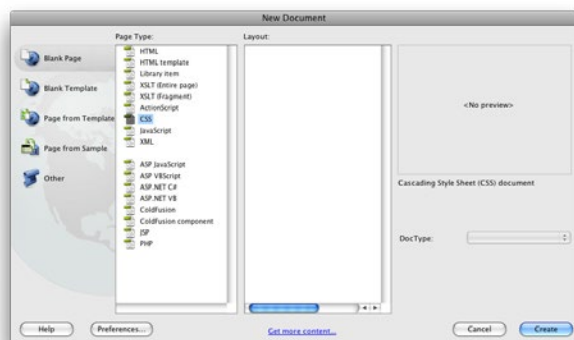 New Document
Page Type:
Layout:
Blank Page
Blank Template
Page from Template
Page from Sample
Other
HTML
HTML template
Library item
XSLT (Entire page)
XSLT (Fragment)
ActionScript
CSS
JavaScript
XML
ASP JavaScript
ASP VBScript
ASP.NET C#
ASP.NET VB
ColdFusion
ColdFusion component
JSP
PHP
<No preview>
Cascading Style Sheet (CSS) document
DocType:
Help
Preferences...
Get more content...
Cancel
Create